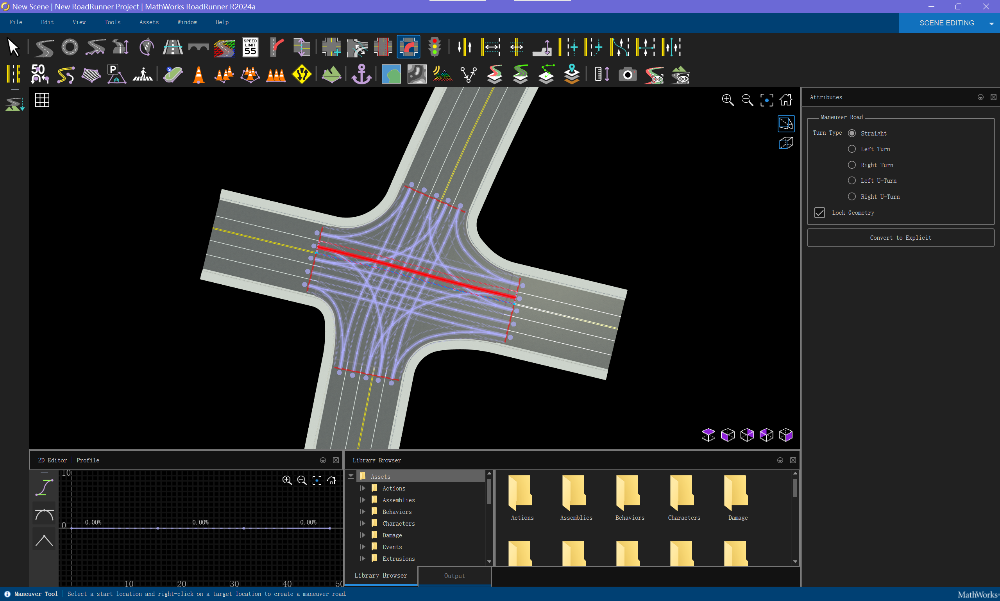 New Scene | New RoadRunner Project | MathWorks RoadRunner R2024a
File Edit View Tools Assets Window Help
SCENE EDITING
SPEED LIMIT 55
50
P
Attributes
Maneuver Road
Turn Type
Straight
Left Turn
Right Turn
Left U-Turn
Right U-Turn
Lock Geometry
Convert to Explicit
2D Editor | Profile
10
0
0.00% 0.00% 0.00%
10 20 30 40 50
Library Browser
Assets
Actions
Assemblies
Behaviors
Characters
Damage
Events
Extrusions
Actions Assemblies Behaviors Characters Damage
Library Browser Output
Maneuver Tool | Select a start location and right-click on a target location to create a maneuver road.
MathWorks